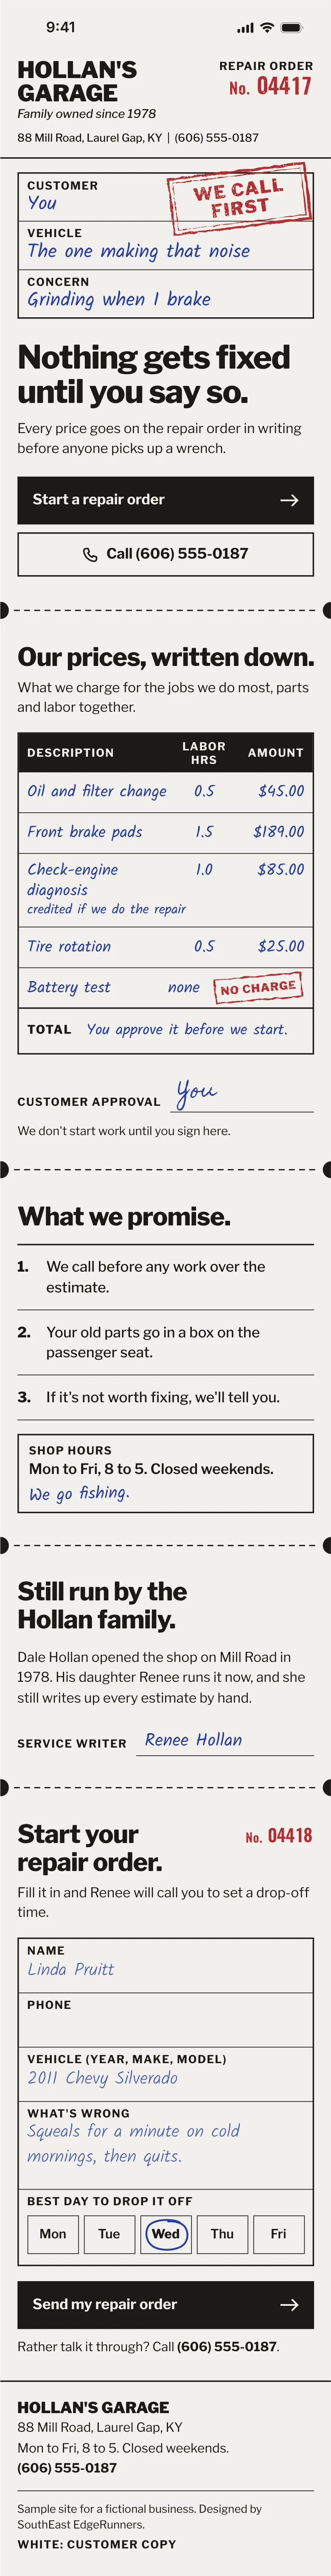 9:41
HOLLAN'S
GARAGE
Family owned since 1978
REPAIR ORDER
No. 04417
88 Mill Road, Laurel Gap, KY | (606) 555-0187
CUSTOMER
You
WE CALL
FIRST
VEHICLE
The one making that noise
CONCERN
Grinding when I brake
Nothing gets fixed
until you say so.
Every price goes on the repair order in writing
before anyone picks up a wrench.
Start a repair order →
Call (606) 555-0187
Our prices, written down.
What we charge for the jobs we do most, parts
and labor together.
DESCRIPTION LABOR HRS AMOUNT
Oil and filter change 0.5 $45.00
Front brake pads 1.5 $189.00
Check-engine 1.0 $85.00
diagnosis
credited if we do the repair
Tire rotation 0.5 $25.00
Battery test none NO CHARGE
TOTAL You approve it before we start.
CUSTOMER APPROVAL You
We don't start work until you sign here.
What we promise.
1. We call before any work over the
estimate.
2. Your old parts go in a box on the
passenger seat.
3. If it's not worth fixing, we'll tell you.
SHOP HOURS
Mon to Fri, 8 to 5. Closed weekends.
We go fishing.
Still run by the
Hollan family.
Dale Hollan opened the shop on Mill Road in
1978. His daughter Renee runs it now, and she
still writes up every estimate by hand.
SERVICE WRITER Renee Hollan
Start your
repair order.
No. 04418
Fill it in and Renee will call you to set a drop-off
time.
NAME
Linda Pruitt
PHONE
VEHICLE (YEAR, MAKE, MODEL)
2011 Chevy Silverado
WHAT'S WRONG
Squeals for a minute on cold
mornings, then quits.
BEST DAY TO DROP IT OFF
Mon Tue Wed Thu Fri
Send my repair order →
Rather talk it through? Call (606) 555-0187.
HOLLAN'S GARAGE
88 Mill Road, Laurel Gap, KY
Mon to Fri, 8 to 5. Closed weekends.
(606) 555-0187
Sample site for a fictional business. Designed by
SouthEast EdgeRunners.
WHITE: CUSTOMER COPY